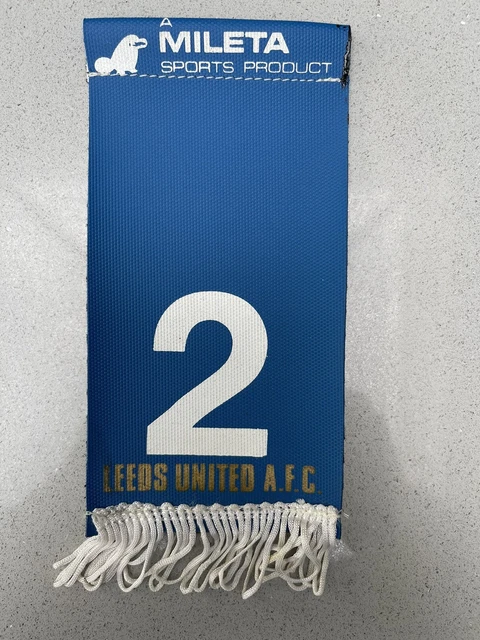 A
MILETA
SPORTS PRODUCT
2
LEEDS UNITED A.F.C.